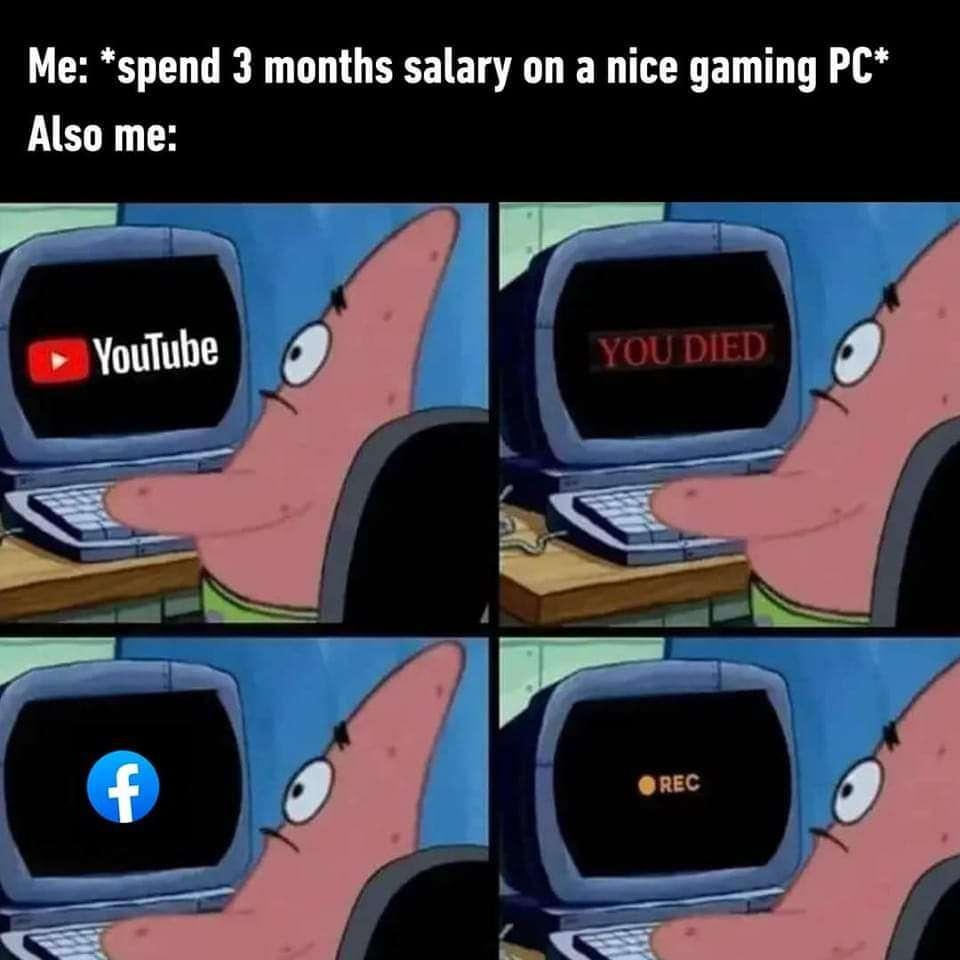 Me: *spend 3 months salary on a nice gaming PC*
Also me:
YouTube
YOU DIED
f
REC